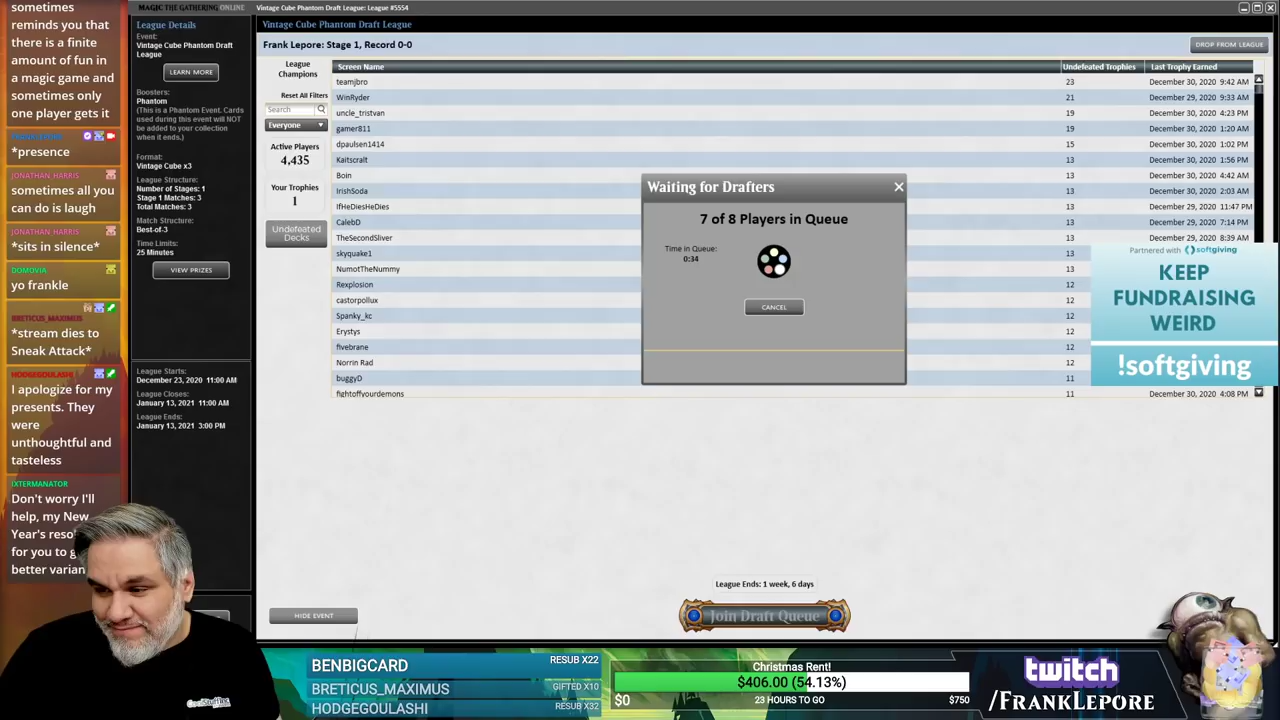 sometimes
reminds you that
there is a finite
amount of fun in
a magic game and
sometimes only
one player gets it
*presence
JONATHAN_HARRIS
sometimes all you
can do is laugh
JONATHAN_HARRIS
*sits in silence*
DOMOVIA
yo frankle
BRETICUS_MAXIMUS
*stream dies to
Sneak Attack*
HODGEGOULASHI
I apologize for my
presents. They
were
unthoughtful and
tasteless
IXTERMANATOR
Don't worry I'll
help, my New
Year's reso
for you to g
better varian
MAGIC THE GATHERING ONLINE
League Details
Event:
Vintage Cube Phantom Draft
League
LEARN MORE
Boosters:
Phantom
(This is a Phantom Event. Cards
used during this event will NOT
be added to your collection
when it ends.)
Format:
Vintage Cube x3
League Structure:
Number of Stages: 1
Stage 1 Matches: 3
Total Matches: 3
Match Structure:
Best-of-3
Time Limits:
25 Minutes
VIEW PRIZES
League Starts:
December 23, 2020 11:00 AM
League Closes:
January 13, 2021 11:00 AM
League Ends:
January 13, 2021 3:00 PM
Vintage Cube Phantom Draft League: League #5554
Vintage Cube Phantom Draft League
Frank Lepore: Stage 1, Record 0-0
DROP FROM LEAGUE
League
Champions
Reset All Filters
Search
Everyone
Active Players
4,435
Your Trophies
1
Undefeated
Decks
Screen Name Undefeated Trophies Last Trophy Earned
teamjbro 23 December 30, 2020 9:42 AM
WinRyder 21 December 29, 2020 9:33 AM
uncle_tristvan 19 December 29, 2020 4:23 PM
gamer811 19 December 30, 2020 1:20 AM
dpaulsen1414 15 December 30, 2020 1:02 PM
Kaitscralt 13 December 30, 2020 1:56 PM
Boin 13 December 30, 2020 4:42 AM
IrishSoda 13 December 30, 2020 2:03 AM
IfHeDiesHeDies 13 December 29, 2020 11:47 PM
CalebD 13 December 29, 2020 7:14 PM
TheSecondSliver 13 December 29, 2020 8:39 AM
skyquake1 13
NumotTheNummy 13
Rexplosion 12
castorpollux 12
Spanky_kc 12
Erystys 12
fivebrane 12
Norrin Rad 12
buggyD 11
fightoffyourdemons 11 December 30, 2020 4:08 PM
Waiting for Drafters
7 of 8 Players in Queue
Time in Queue:
0:34
CANCEL
Partnered with softgiving
KEEP
FUNDRAISING
WEIRD
!softgiving
League Ends: 1 week, 6 days
Join Draft Queue
HIDE EVENT
BENBIGCARD RESUB X22
BRETICUS_MAXIMUS GIFTED X10
HODGEGOULASHI RESUB X32
Christmas Rent!
$406.00 (54.13%)
$0 23 HOURS TO GO $750
twitch
/FRANKLEPORE